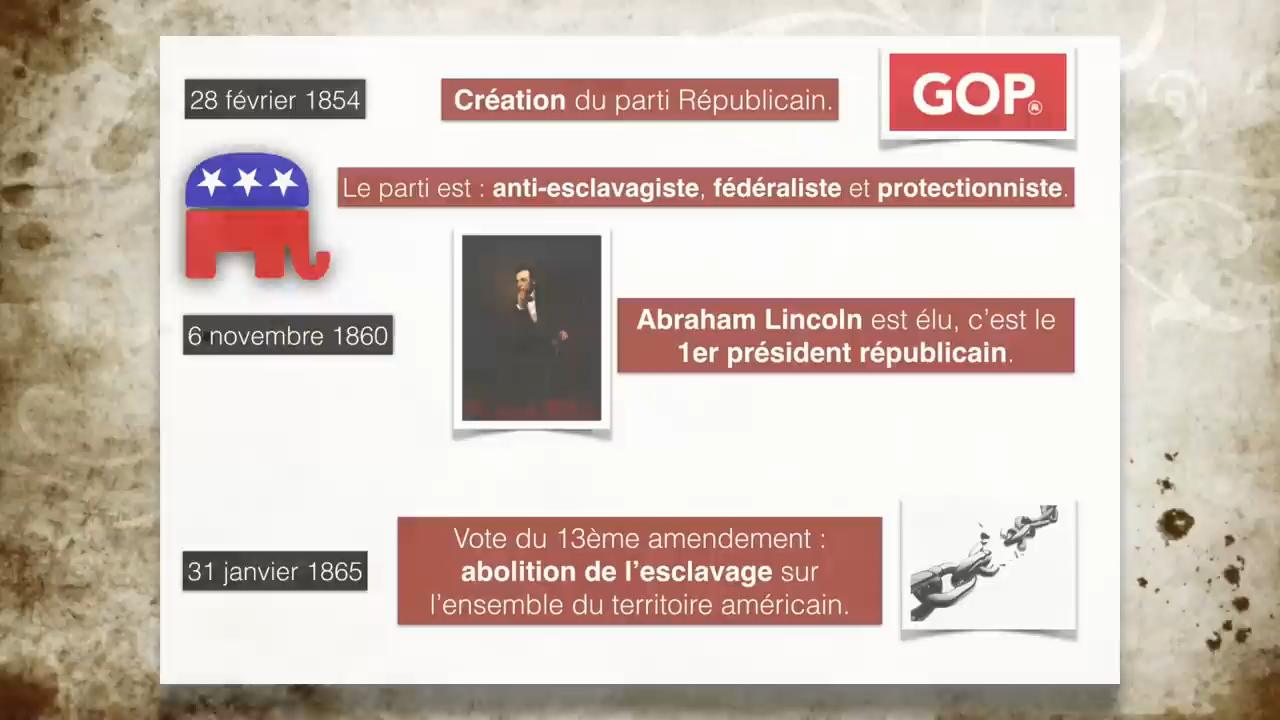 28 février 1854
Création du parti Républicain.
GOP®
Le parti est : anti-esclavagiste, fédéraliste et protectionniste.
6 novembre 1860
Abraham Lincoln est élu, c’est le
1er président républicain.
31 janvier 1865
Vote du 13ème amendement :
abolition de l’esclavage sur
l’ensemble du territoire américain.